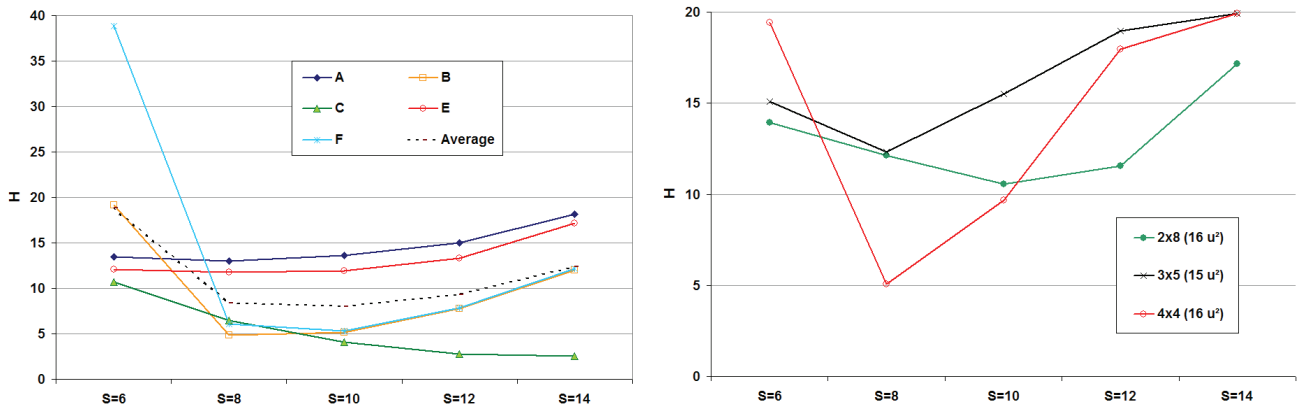 40
35
30
25
20
15
10
5
0
H
A
B
C
E
F
Average
S=6 S=8 S=10 S=12 S=14
20
15
10
5
0
H
2x8 (16 u²)
3x5 (15 u²)
4x4 (16 u²)
S=6 S=8 S=10 S=12 S=14